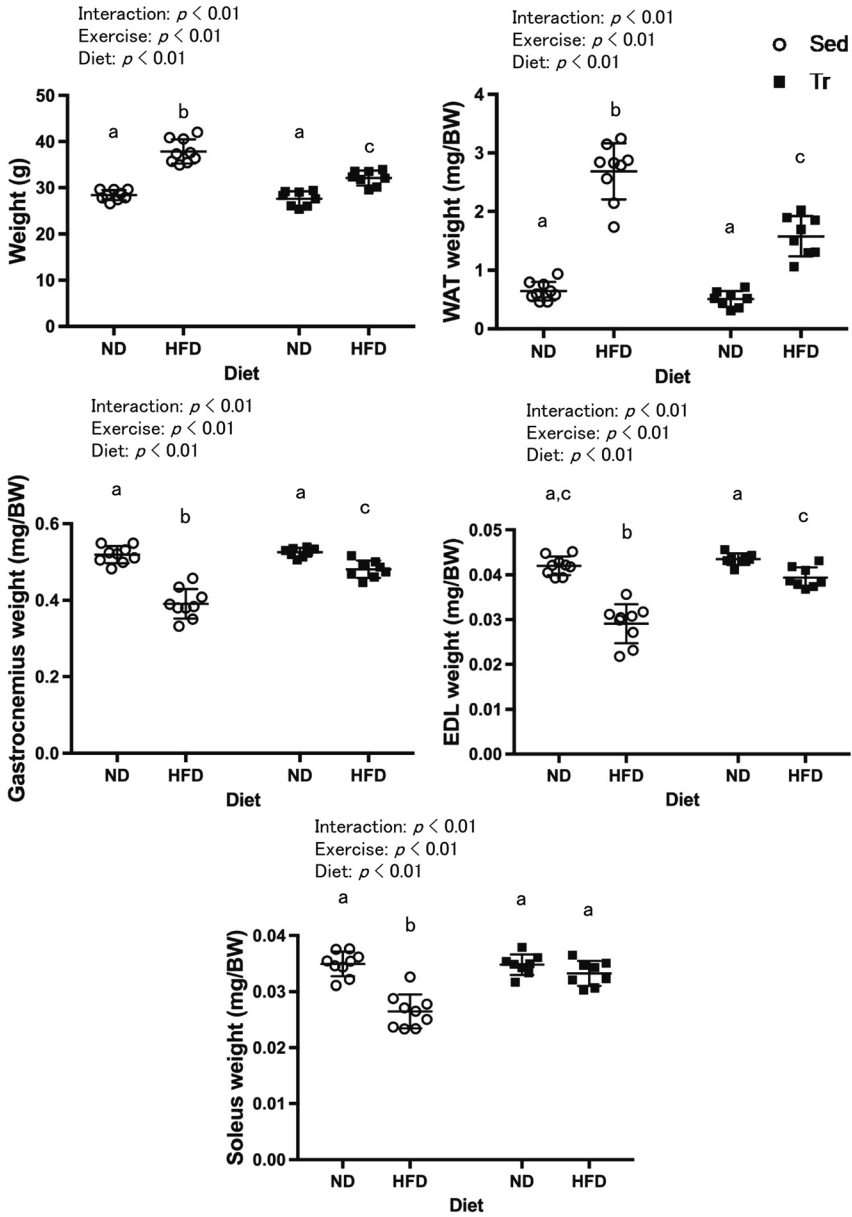 Interaction: p < 0.01
Exercise: p < 0.01
Diet: p < 0.01
Weight (g)
50
40
30
20
10
0
a
b
a
c
ND
HFD
ND
HFD
Diet
Interaction: p < 0.01
Exercise: p < 0.01
Diet: p < 0.01
Sed
Tr
WAT weight (mg/BW)
4
3
2
1
0
a
b
a
c
ND
HFD
ND
HFD
Diet
Interaction: p < 0.01
Exercise: p < 0.01
Diet: p < 0.01
Gastrocnemius weight (mg/BW)
0.6
0.4
0.2
0.0
a
b
a
c
ND
HFD
ND
HFD
Diet
Interaction: p < 0.01
Exercise: p < 0.01
Diet: p < 0.01
EDL weight (mg/BW)
0.05
0.04
0.03
0.02
0.01
0.00
a,c
b
a
c
ND
HFD
ND
HFD
Diet
Interaction: p < 0.01
Exercise: p < 0.01
Diet: p < 0.01
Soleus weight (mg/BW)
0.04
0.03
0.02
0.01
0.00
a
b
a
a
ND
HFD
ND
HFD
Diet